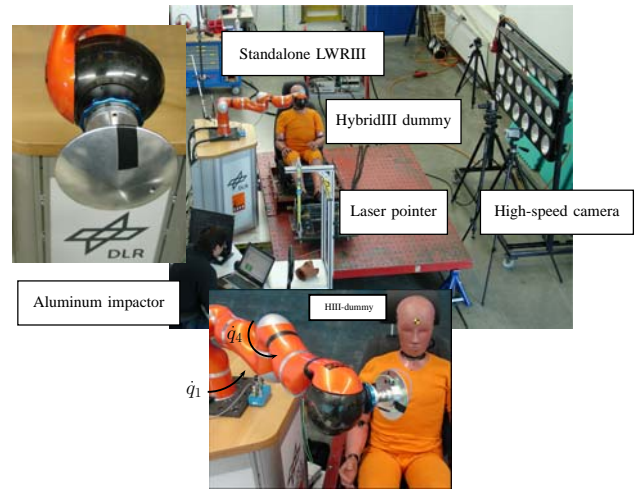 Standalone LWRIII
HybridIII dummy
Laser pointer
High-speed camera
DLR
DLR
Aluminum impactor
HIII-dummy
q̇4
q̇1